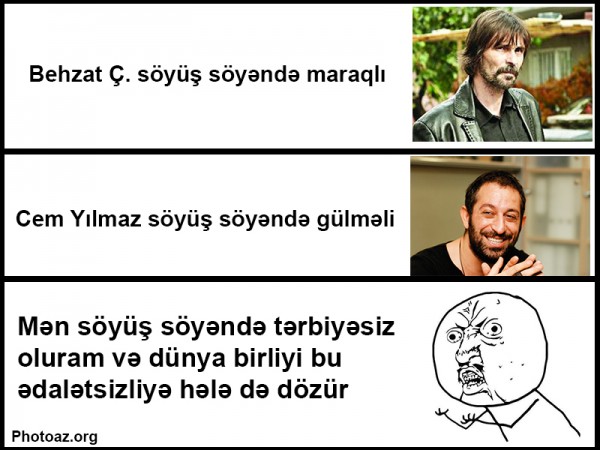 Behzat Ç. söyüş söyəndə maraqlı
Cem Yılmaz söyüş söyəndə gülməli
Mən söyüş söyəndə tərbiyəsiz
oluram və dünya birliyi bu
ədalətsizliyə hələ də dözür
Photoaz.org